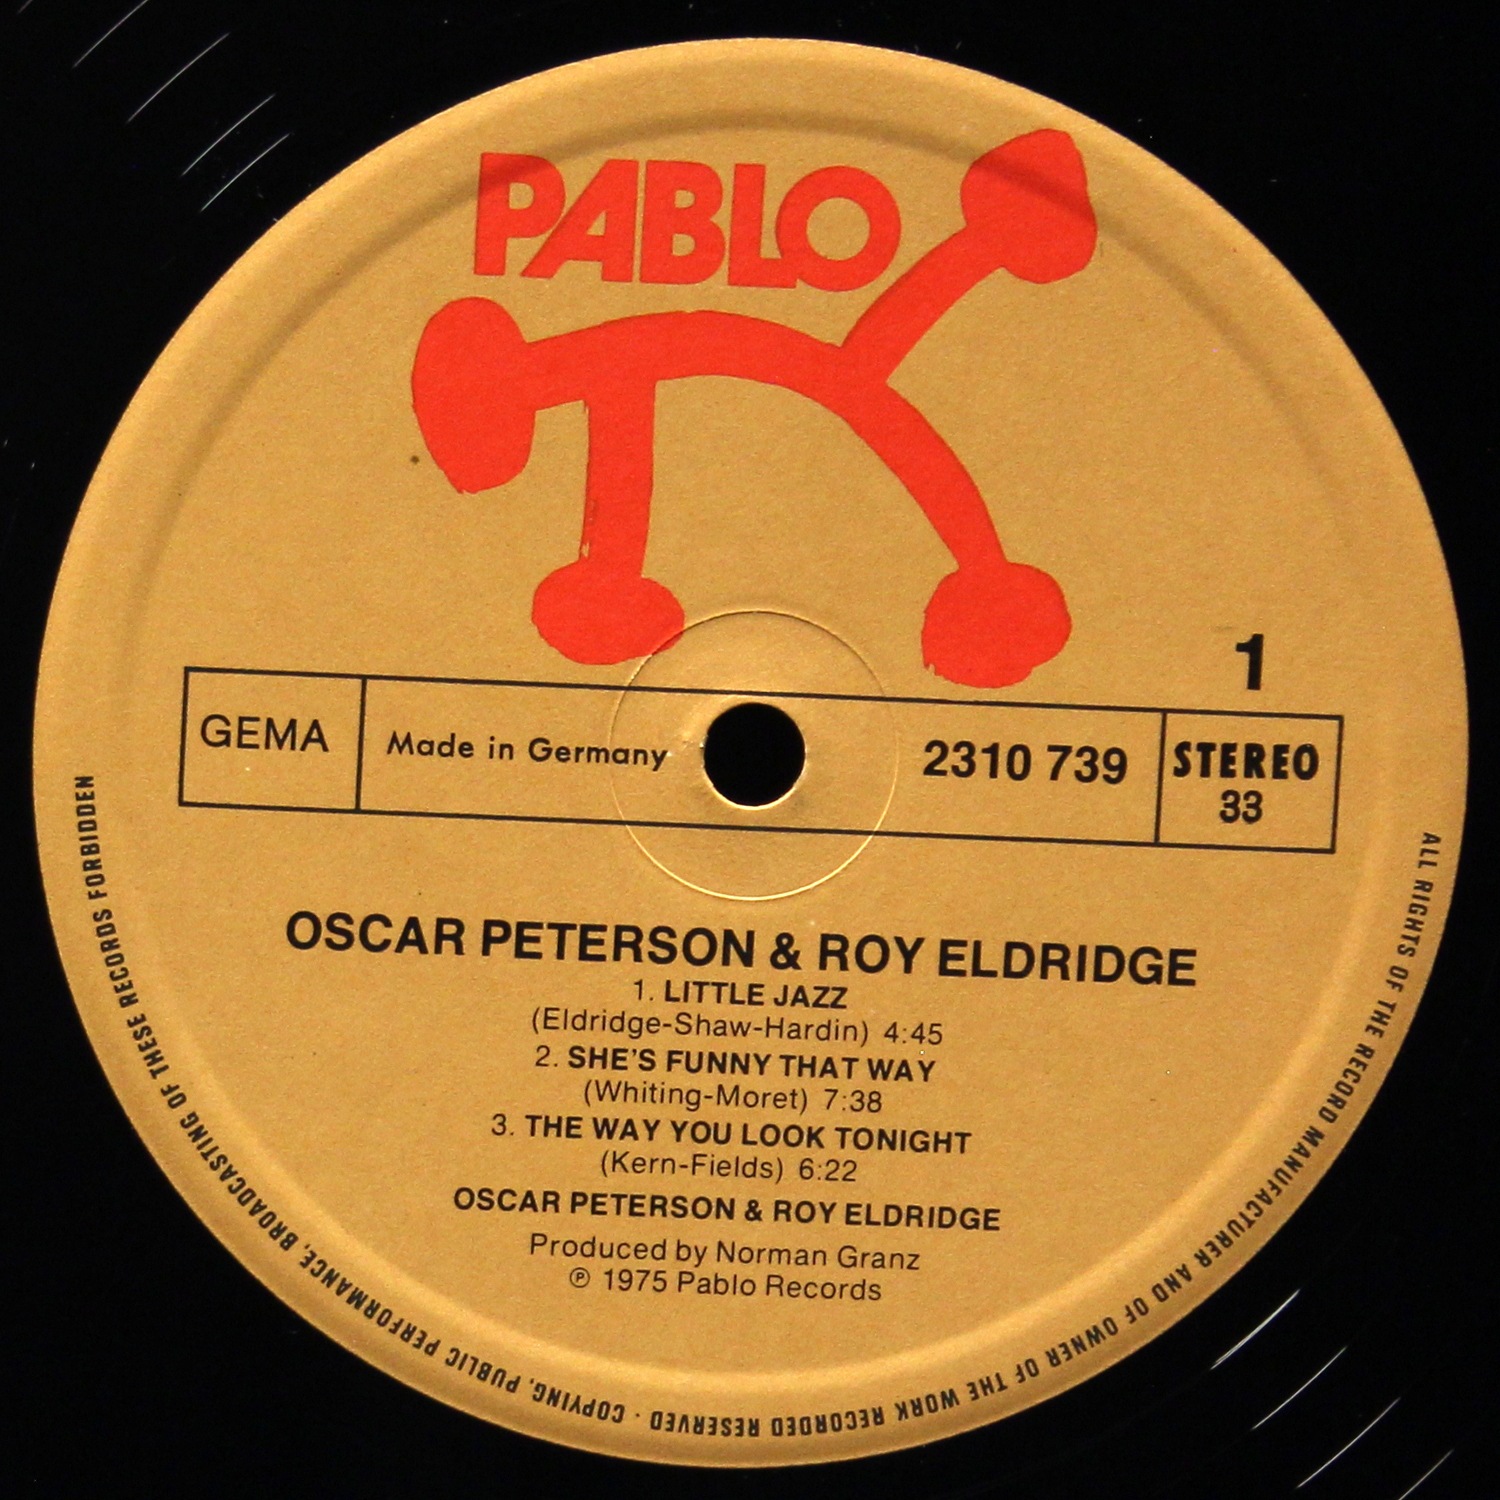 PABLO
1
GEMA
Made in Germany
2310 739
STEREO
33
OSCAR PETERSON & ROY ELDRIDGE
1. LITTLE JAZZ
(Eldridge-Shaw-Hardin) 4:45
2. SHE'S FUNNY THAT WAY
(Whiting-Moret) 7:38
3. THE WAY YOU LOOK TONIGHT
(Kern-Fields) 6:22
OSCAR PETERSON & ROY ELDRIDGE
Produced by Norman Granz
℗ 1975 Pablo Records
ALL RIGHTS OF THE RECORD MANUFACTURER AND OF OWNER OF THE WORK RECORDED RESERVED · COPYING, PUBLIC PERFORMANCE, BROADCASTING OF THESE RECORDS FORBIDDEN